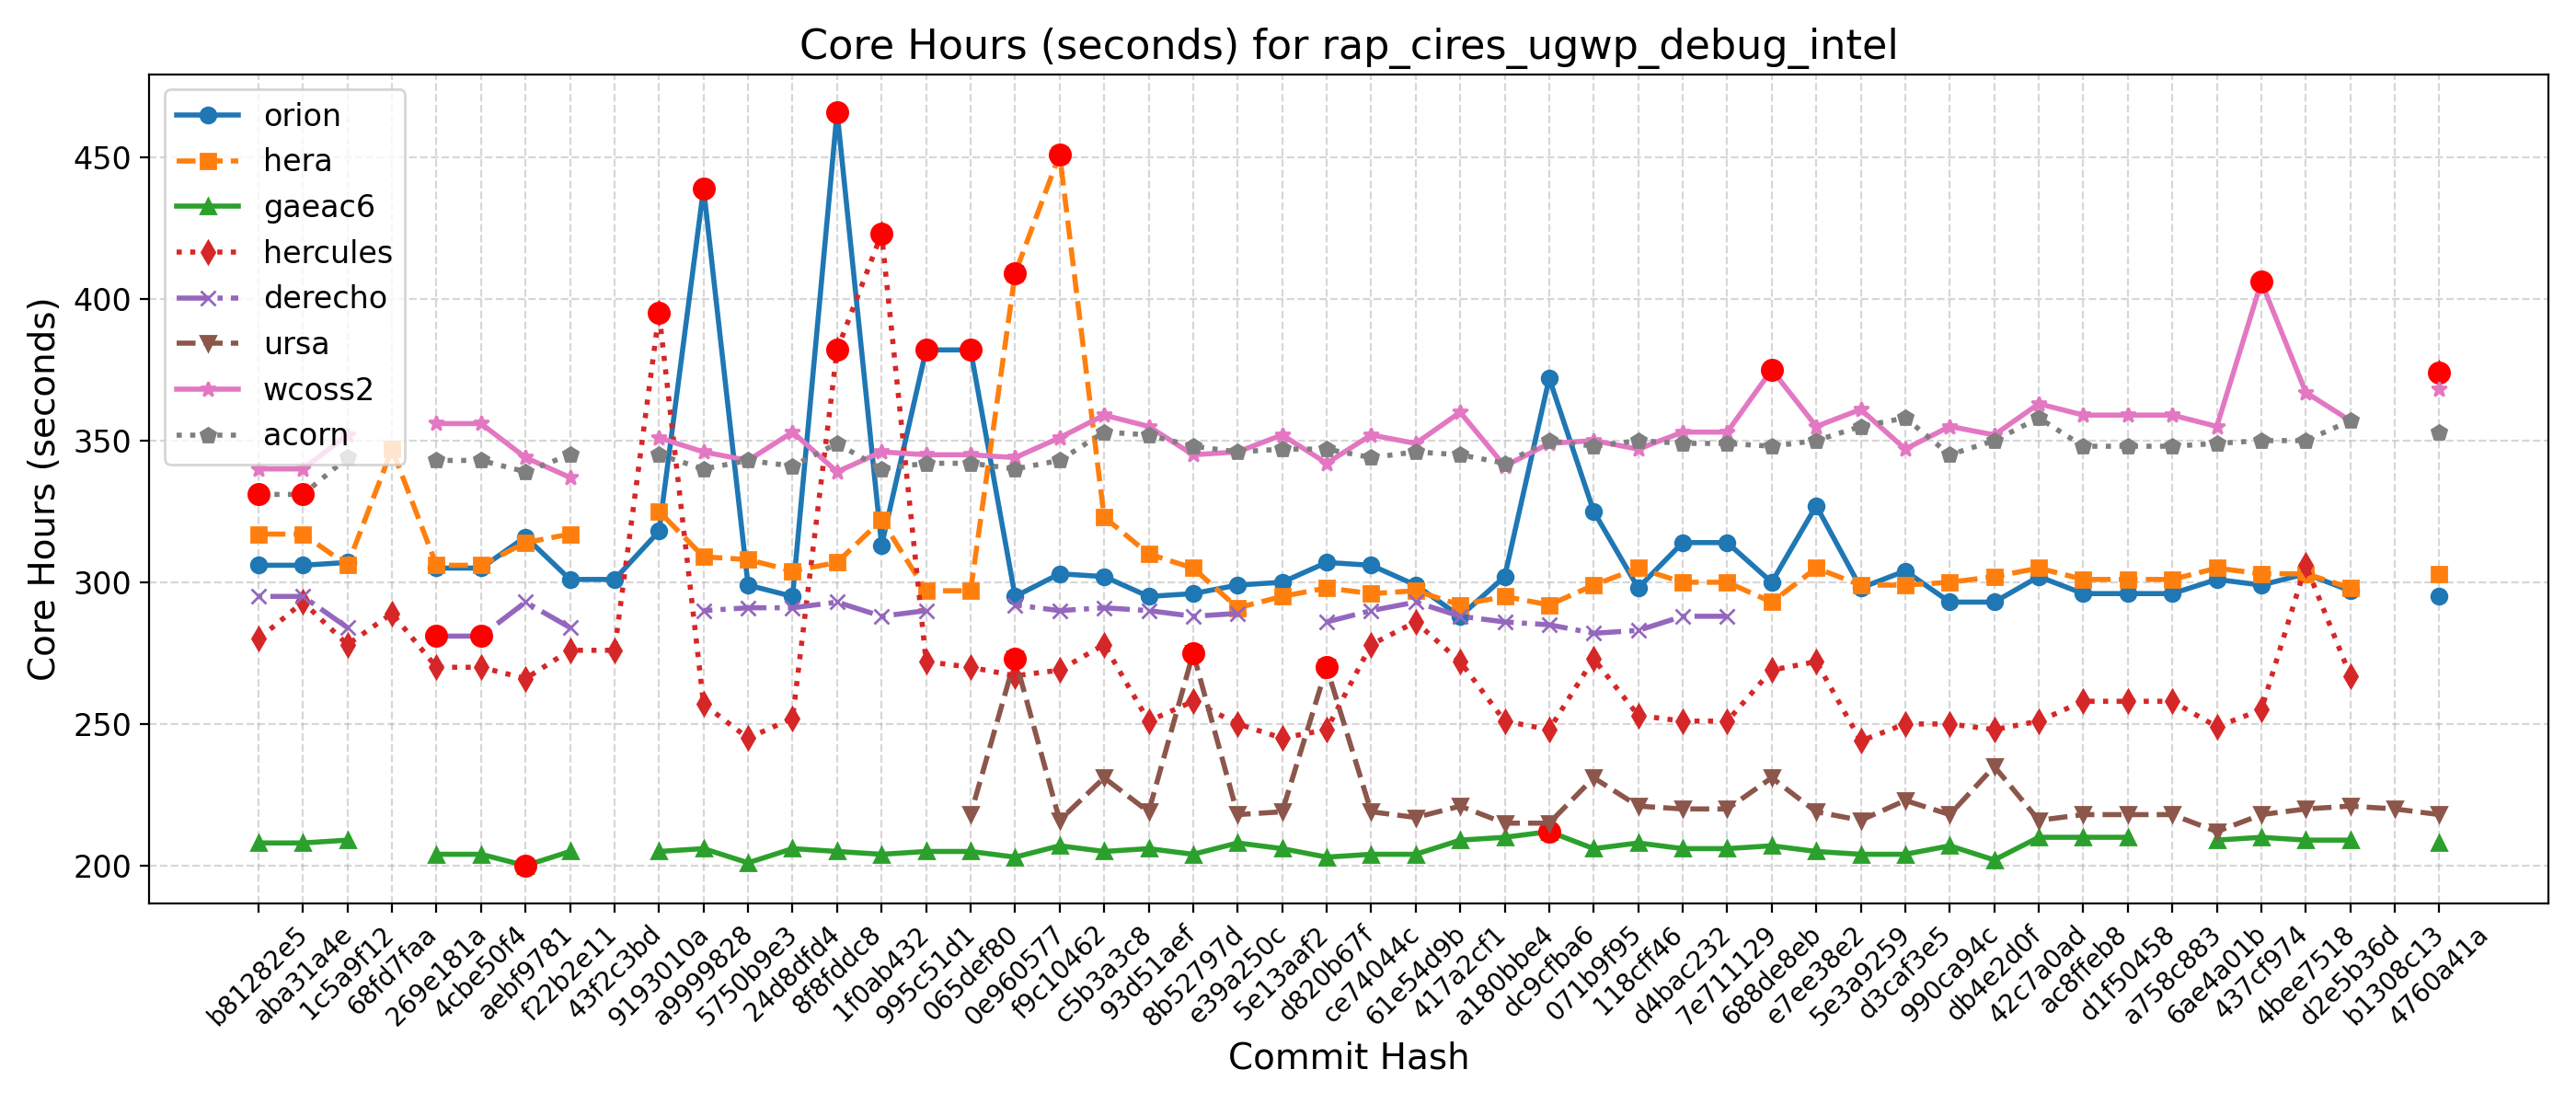 Core Hours (seconds) for rap_cires_ugwp_debug_intel
orion
hera
gaeac6
hercules
derecho
ursa
wcoss2
acorn
Core Hours (seconds)
450
400
350
300
250
200
b81282e5
aba31a4e
1c5a9f12
68fd7faa
269e181a
4cbe50f4
aebf9781
f22b2e11
43f2c3bd
9193010a
a9999828
5750b9e3
24d8dfd4
8f8fddc8
1f0ab432
995c51d1
065def80
0e960577
f9c10462
c5b3a3c8
93d51aef
8b52797d
e39a250c
5e13aaf2
d820b67f
ce74044c
61e54d9b
417a2cf1
a180bbe4
dc9cfba6
071b9f95
118cff46
d4bac232
7e711129
688de8eb
e7ee38e2
5e3a9259
d3caf3e5
990ca94c
db4e2d0f
42c7a0ad
ac8ffeb8
d1f50458
a758c883
6ae4a01b
437cf974
4bee7518
d2e5b36d
b1308c13
4760a41a
Commit Hash